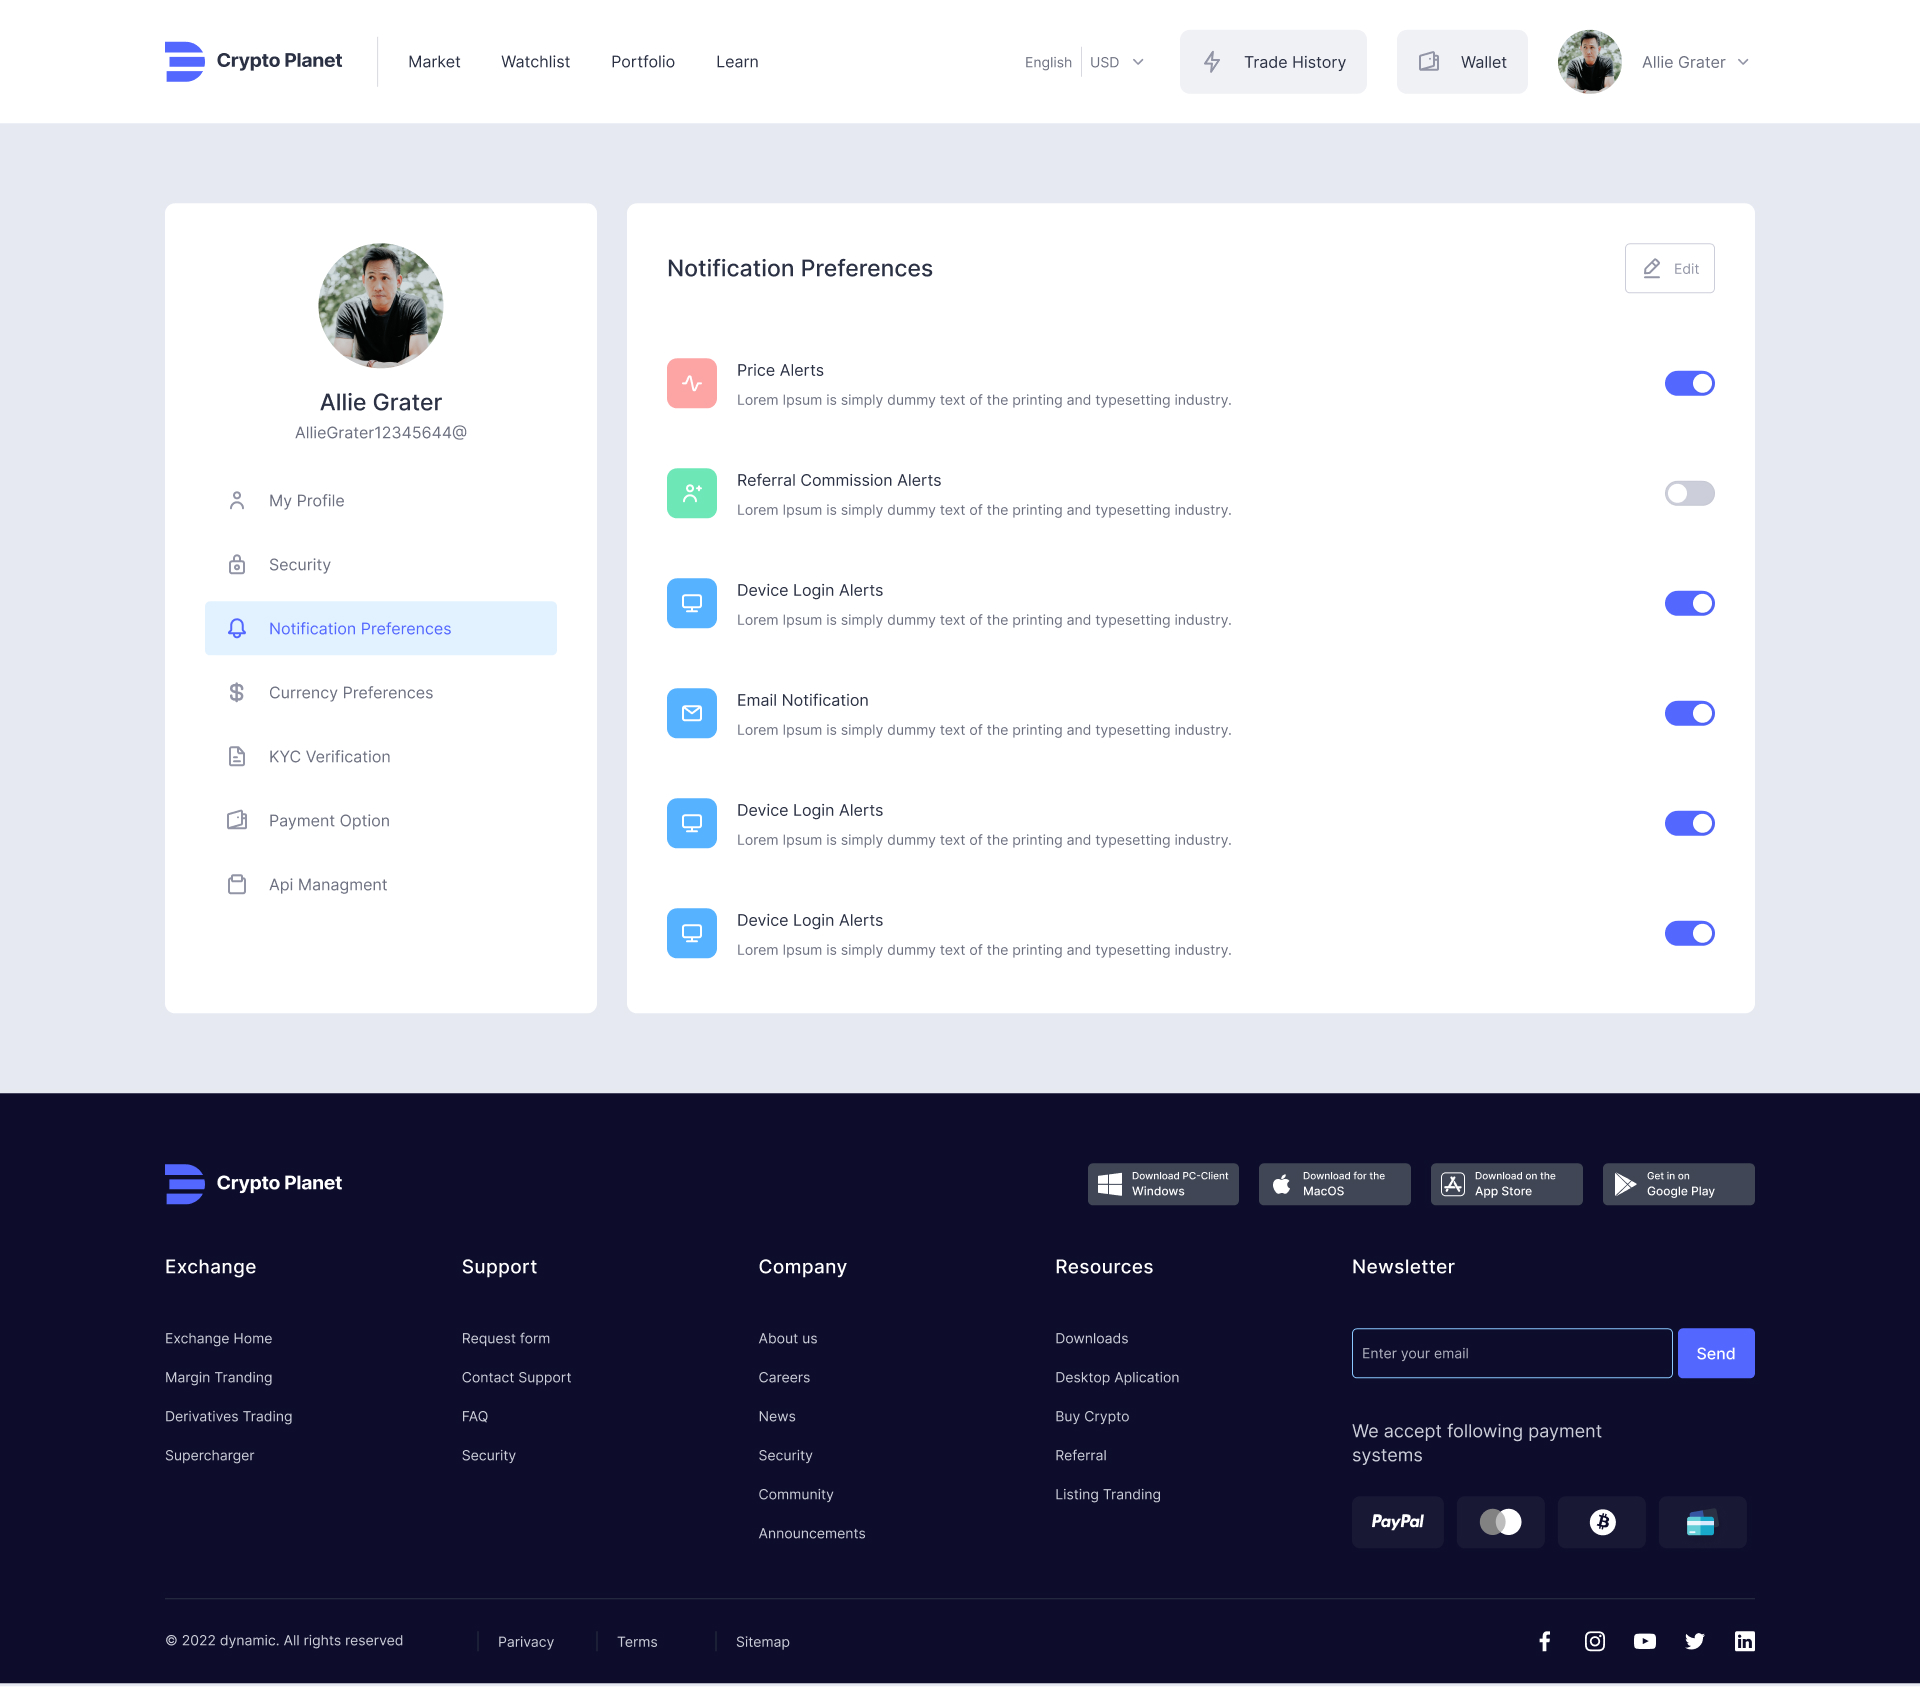 Crypto Planet
Market
Watchlist
Portfolio
Learn
English
USD
Trade History
Wallet
Allie Grater
Allie Grater
AllieGrater12345644@
My Profile
Security
Notification Preferences
Currency Preferences
KYC Verification
Payment Option
Api Managment
Notification Preferences
Edit
Price Alerts
Lorem Ipsum is simply dummy text of the printing and typesetting industry.
Referral Commission Alerts
Lorem Ipsum is simply dummy text of the printing and typesetting industry.
Device Login Alerts
Lorem Ipsum is simply dummy text of the printing and typesetting industry.
Email Notification
Lorem Ipsum is simply dummy text of the printing and typesetting industry.
Device Login Alerts
Lorem Ipsum is simply dummy text of the printing and typesetting industry.
Device Login Alerts
Lorem Ipsum is simply dummy text of the printing and typesetting industry.
Crypto Planet
Download PC-Client
Windows
Download for the
MacOS
Download on the
App Store
Get in on
Google Play
Exchange
Exchange Home
Margin Tranding
Derivatives Trading
Supercharger
Support
Request form
Contact Support
FAQ
Security
Company
About us
Careers
News
Security
Community
Announcements
Resources
Downloads
Desktop Aplication
Buy Crypto
Referral
Listing Tranding
Newsletter
Enter your email
Send
We accept following payment
systems
PayPal
© 2022 dynamic. All rights reserved
Parivacy
Terms
Sitemap